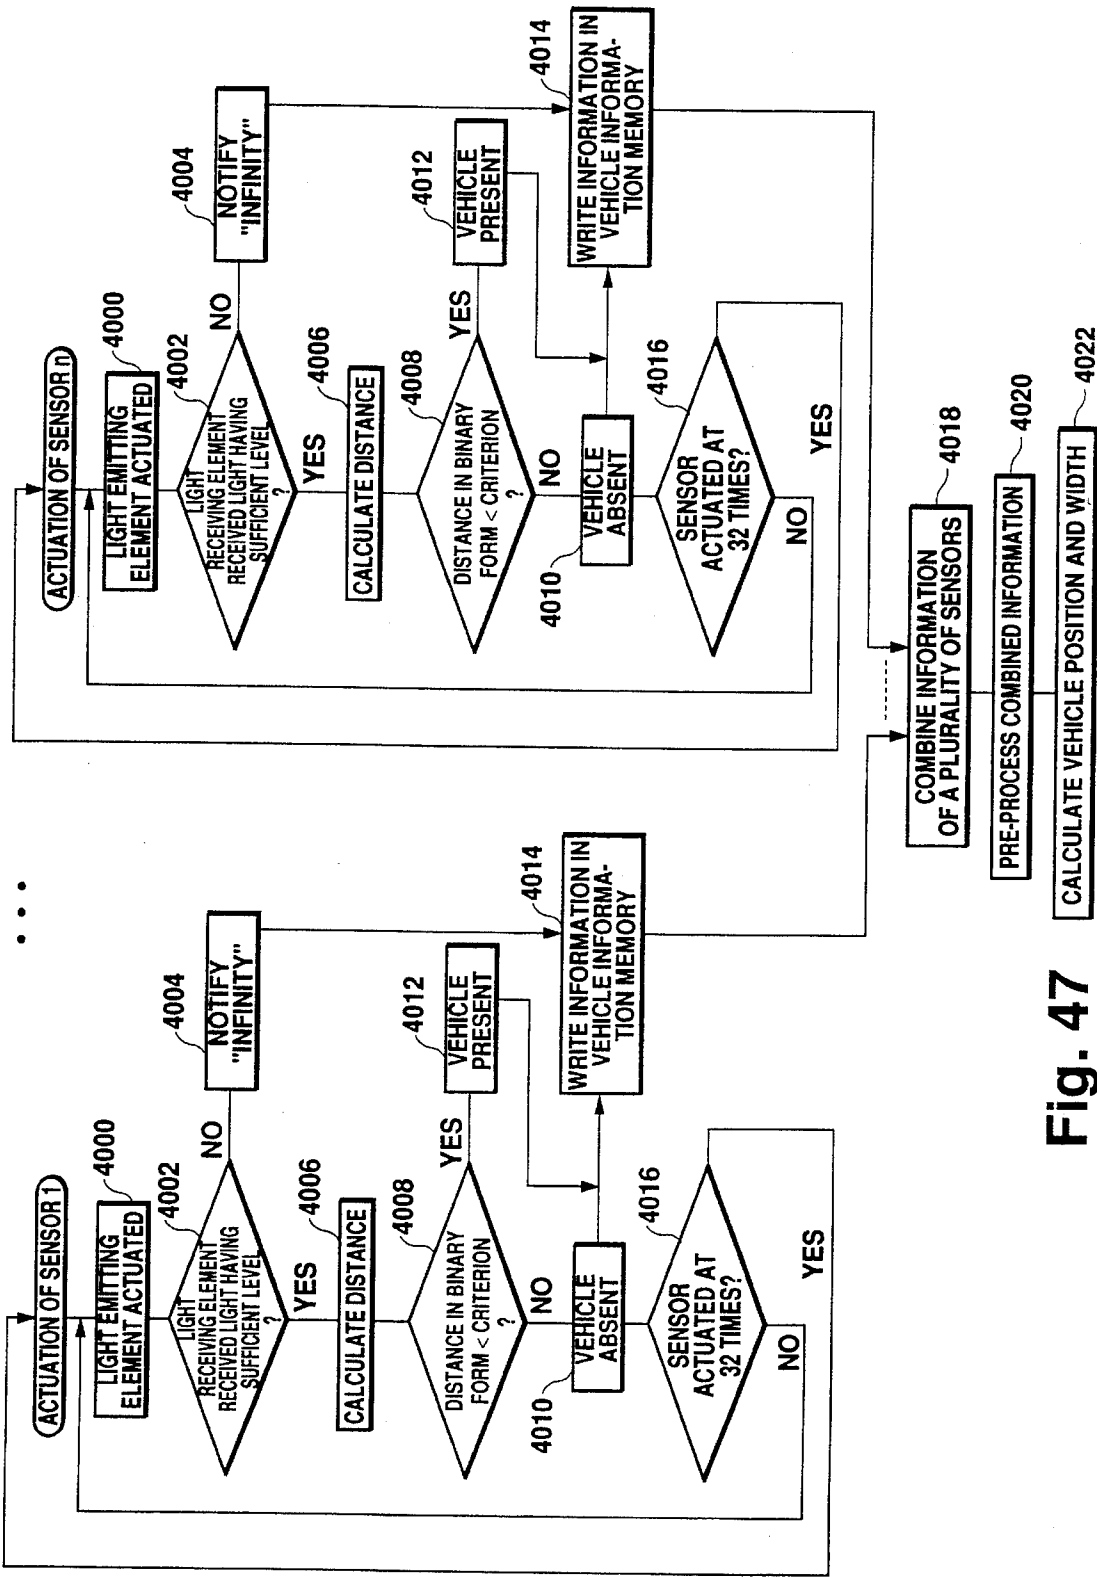 ACTUATION OF SENSOR 1
4000
LIGHT EMITTING
ELEMENT ACTUATED
4002
LIGHT
RECEIVING ELEMENT
RECEIVED LIGHT HAVING
SUFFICIENT LEVEL
?
NO
4004
NOTIFY
"INFINITY"
YES
4006
CALCULATE DISTANCE
4008
DISTANCE IN BINARY
FORM < CRITERION
?
YES
4012
VEHICLE
PRESENT
NO
4010
VEHICLE
ABSENT
4014
WRITE INFORMATION IN
VEHICLE INFORMA-
TION MEMORY
4016
SENSOR
ACTUATED AT
32 TIMES?
NO
YES
• • •
ACTUATION OF SENSOR n
4000
LIGHT EMITTING
ELEMENT ACTUATED
4002
LIGHT
RECEIVING ELEMENT
RECEIVED LIGHT HAVING
SUFFICIENT LEVEL
?
NO
4004
NOTIFY
"INFINITY"
YES
4006
CALCULATE DISTANCE
4008
DISTANCE IN BINARY
FORM < CRITERION
?
YES
4012
VEHICLE
PRESENT
NO
4010
VEHICLE
ABSENT
4014
WRITE INFORMATION IN
VEHICLE INFORMA-
TION MEMORY
4016
SENSOR
ACTUATED AT
32 TIMES?
NO
YES
4018
COMBINE INFORMATION
OF A PLURALITY OF SENSORS
4020
PRE-PROCESS COMBINED INFORMATION
4022
CALCULATE VEHICLE POSITION AND WIDTH
Fig. 47